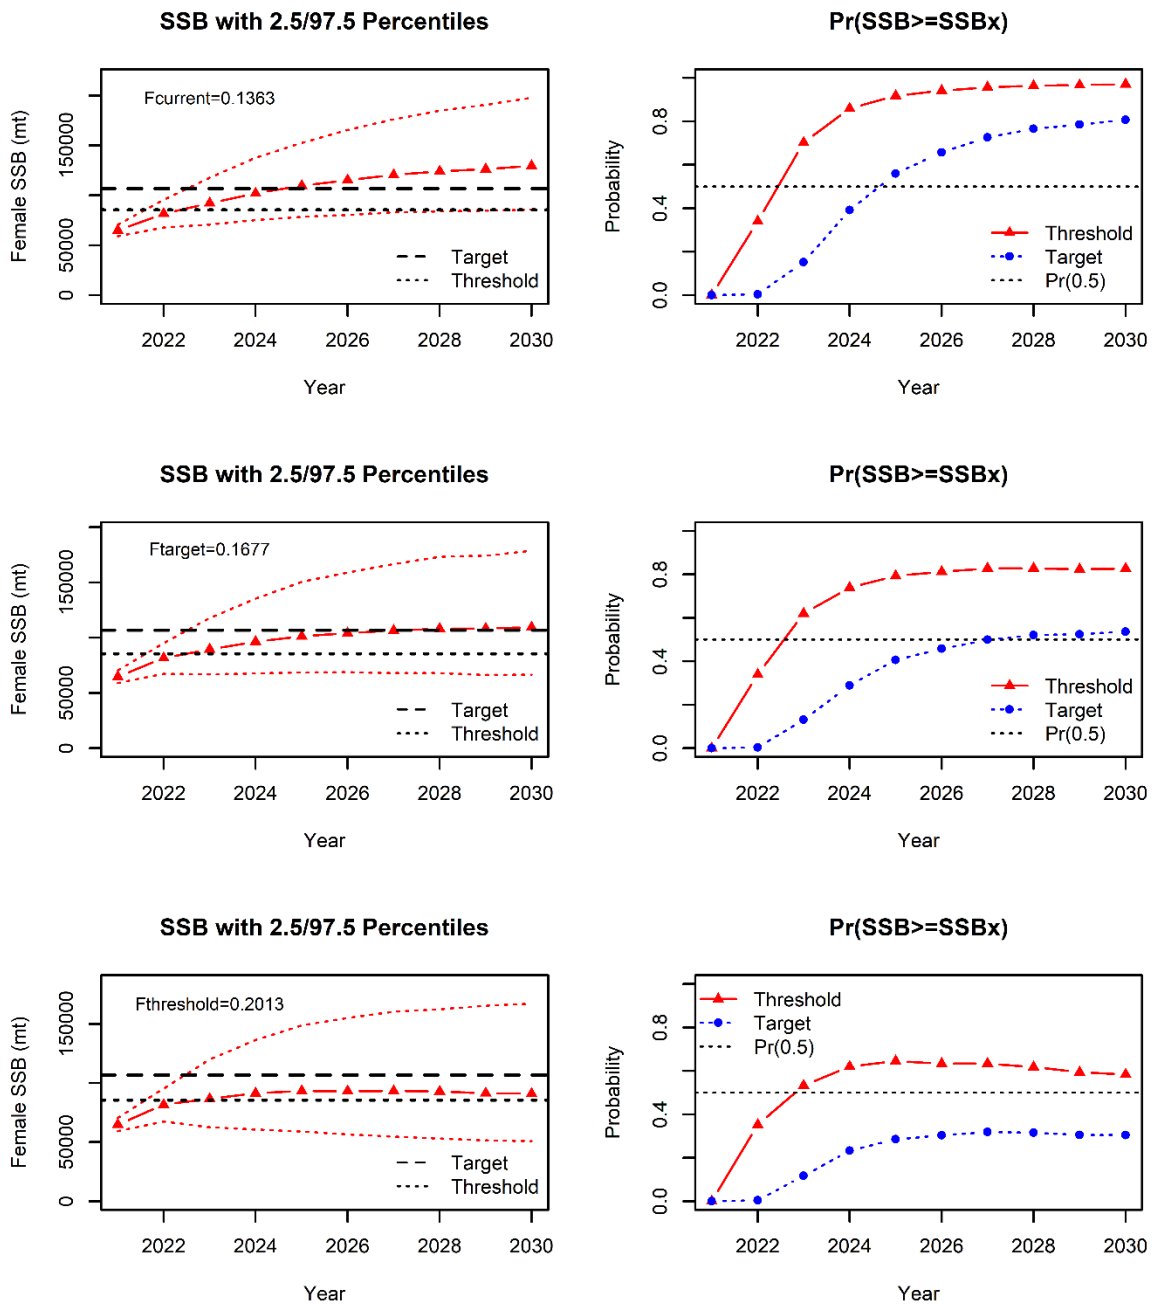 SSB with 2.5/97.5 Percentiles
Fcurrent=0.1363
Female SSB (mt)
0 50000 150000
Target
Threshold
2022 2024 2026 2028 2030
Year
Pr(SSB>=SSBx)
Probability
0.0 0.4 0.8
Threshold
Target
Pr(0.5)
2022 2024 2026 2028 2030
Year
SSB with 2.5/97.5 Percentiles
Ftarget=0.1677
Female SSB (mt)
0 50000 150000
Target
Threshold
2022 2024 2026 2028 2030
Year
Pr(SSB>=SSBx)
Probability
0.0 0.4 0.8
Threshold
Target
Pr(0.5)
2022 2024 2026 2028 2030
Year
SSB with 2.5/97.5 Percentiles
Fthreshold=0.2013
Female SSB (mt)
0 50000 150000
Target
Threshold
2022 2024 2026 2028 2030
Year
Pr(SSB>=SSBx)
Probability
0.0 0.4 0.8
Threshold
Target
Pr(0.5)
2022 2024 2026 2028 2030
Year